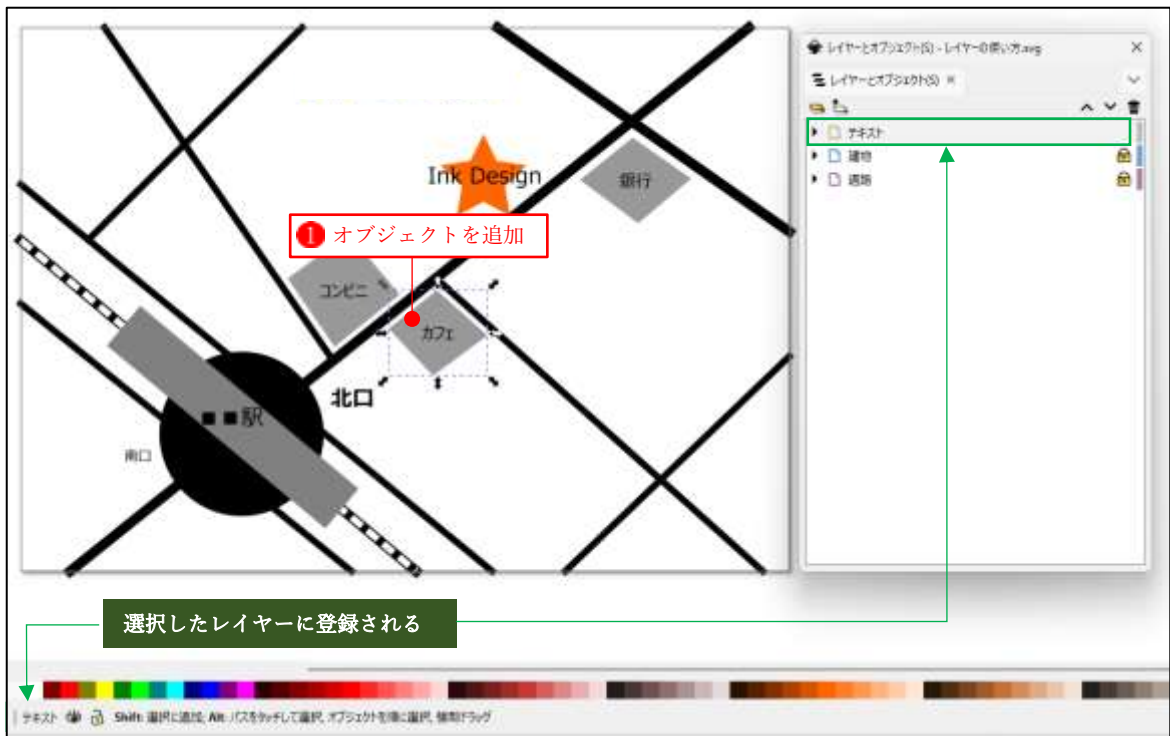 レイヤーとオブジェクト(S) - レイヤーの使い方.svg
レイヤーとオブジェクト(S)
テキスト
建物
道路
Ink Design
銀行
1 オブジェクトを追加
コンビニ
カフェ
北口
■■駅
南口
選択したレイヤーに登録される
テキスト Shift: 選択に追加; Alt: パスをタッチして選択, オブジェクトを順に選択, 強制ドラッグ